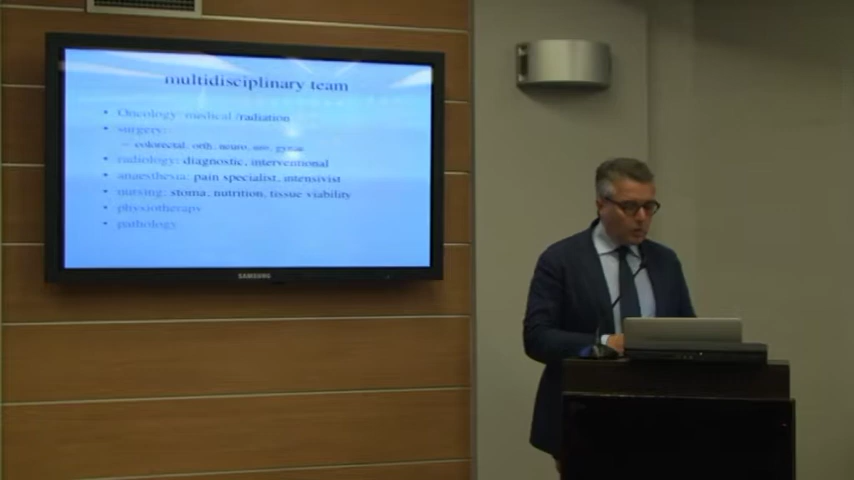 multidisciplinary team
• Oncology: medical /radiation
• surgery:
– colorectal, orth, neuro, uro, gynae
• radiology: diagnostic, interventional
• anaesthesia: pain specialist, intensivist
• nursing: stoma, nutrition, tissue viability
• physiotherapy
• pathology
SAMSUNG